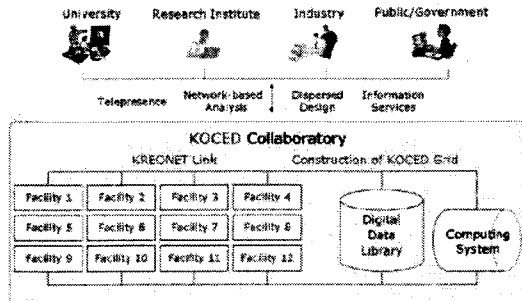 University Research Institute Industry Public/Government
Telepresence Network-based Analysis Dispersed Design Information Services
KOCED Collaboratory
KREONET Link Construction of KOCED Grid
Facility 1 Facility 2 Facility 3 Facility 4
Facility 5 Facility 6 Facility 7 Facility 8
Facility 9 Facility 10 Facility 11 Facility 12
Digital Data Library
Computing System